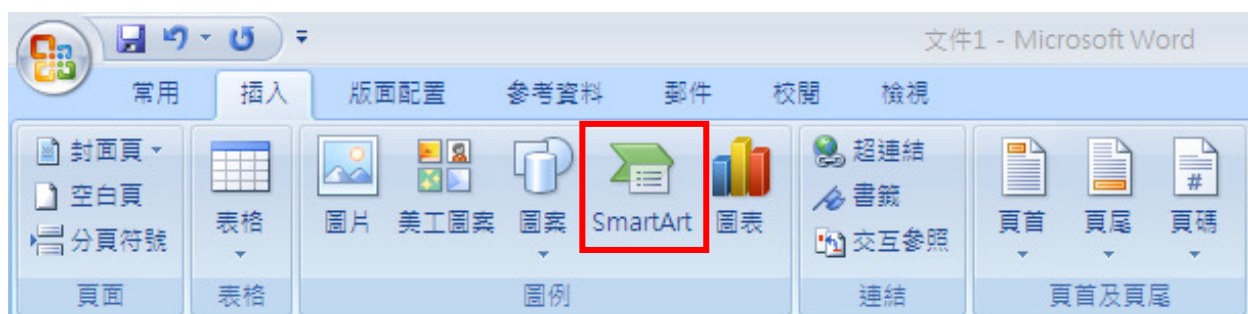 文件1 - Microsoft Word
常用 插入 版面配置 參考資料 郵件 校閱 檢視
封面頁
空白頁
分頁符號
表格
圖片 美工圖案 圖案 SmartArt 圖表
超連結
書籤
交互參照
頁首 頁尾 頁碼
頁面 表格 圖例 連結 頁首及頁尾